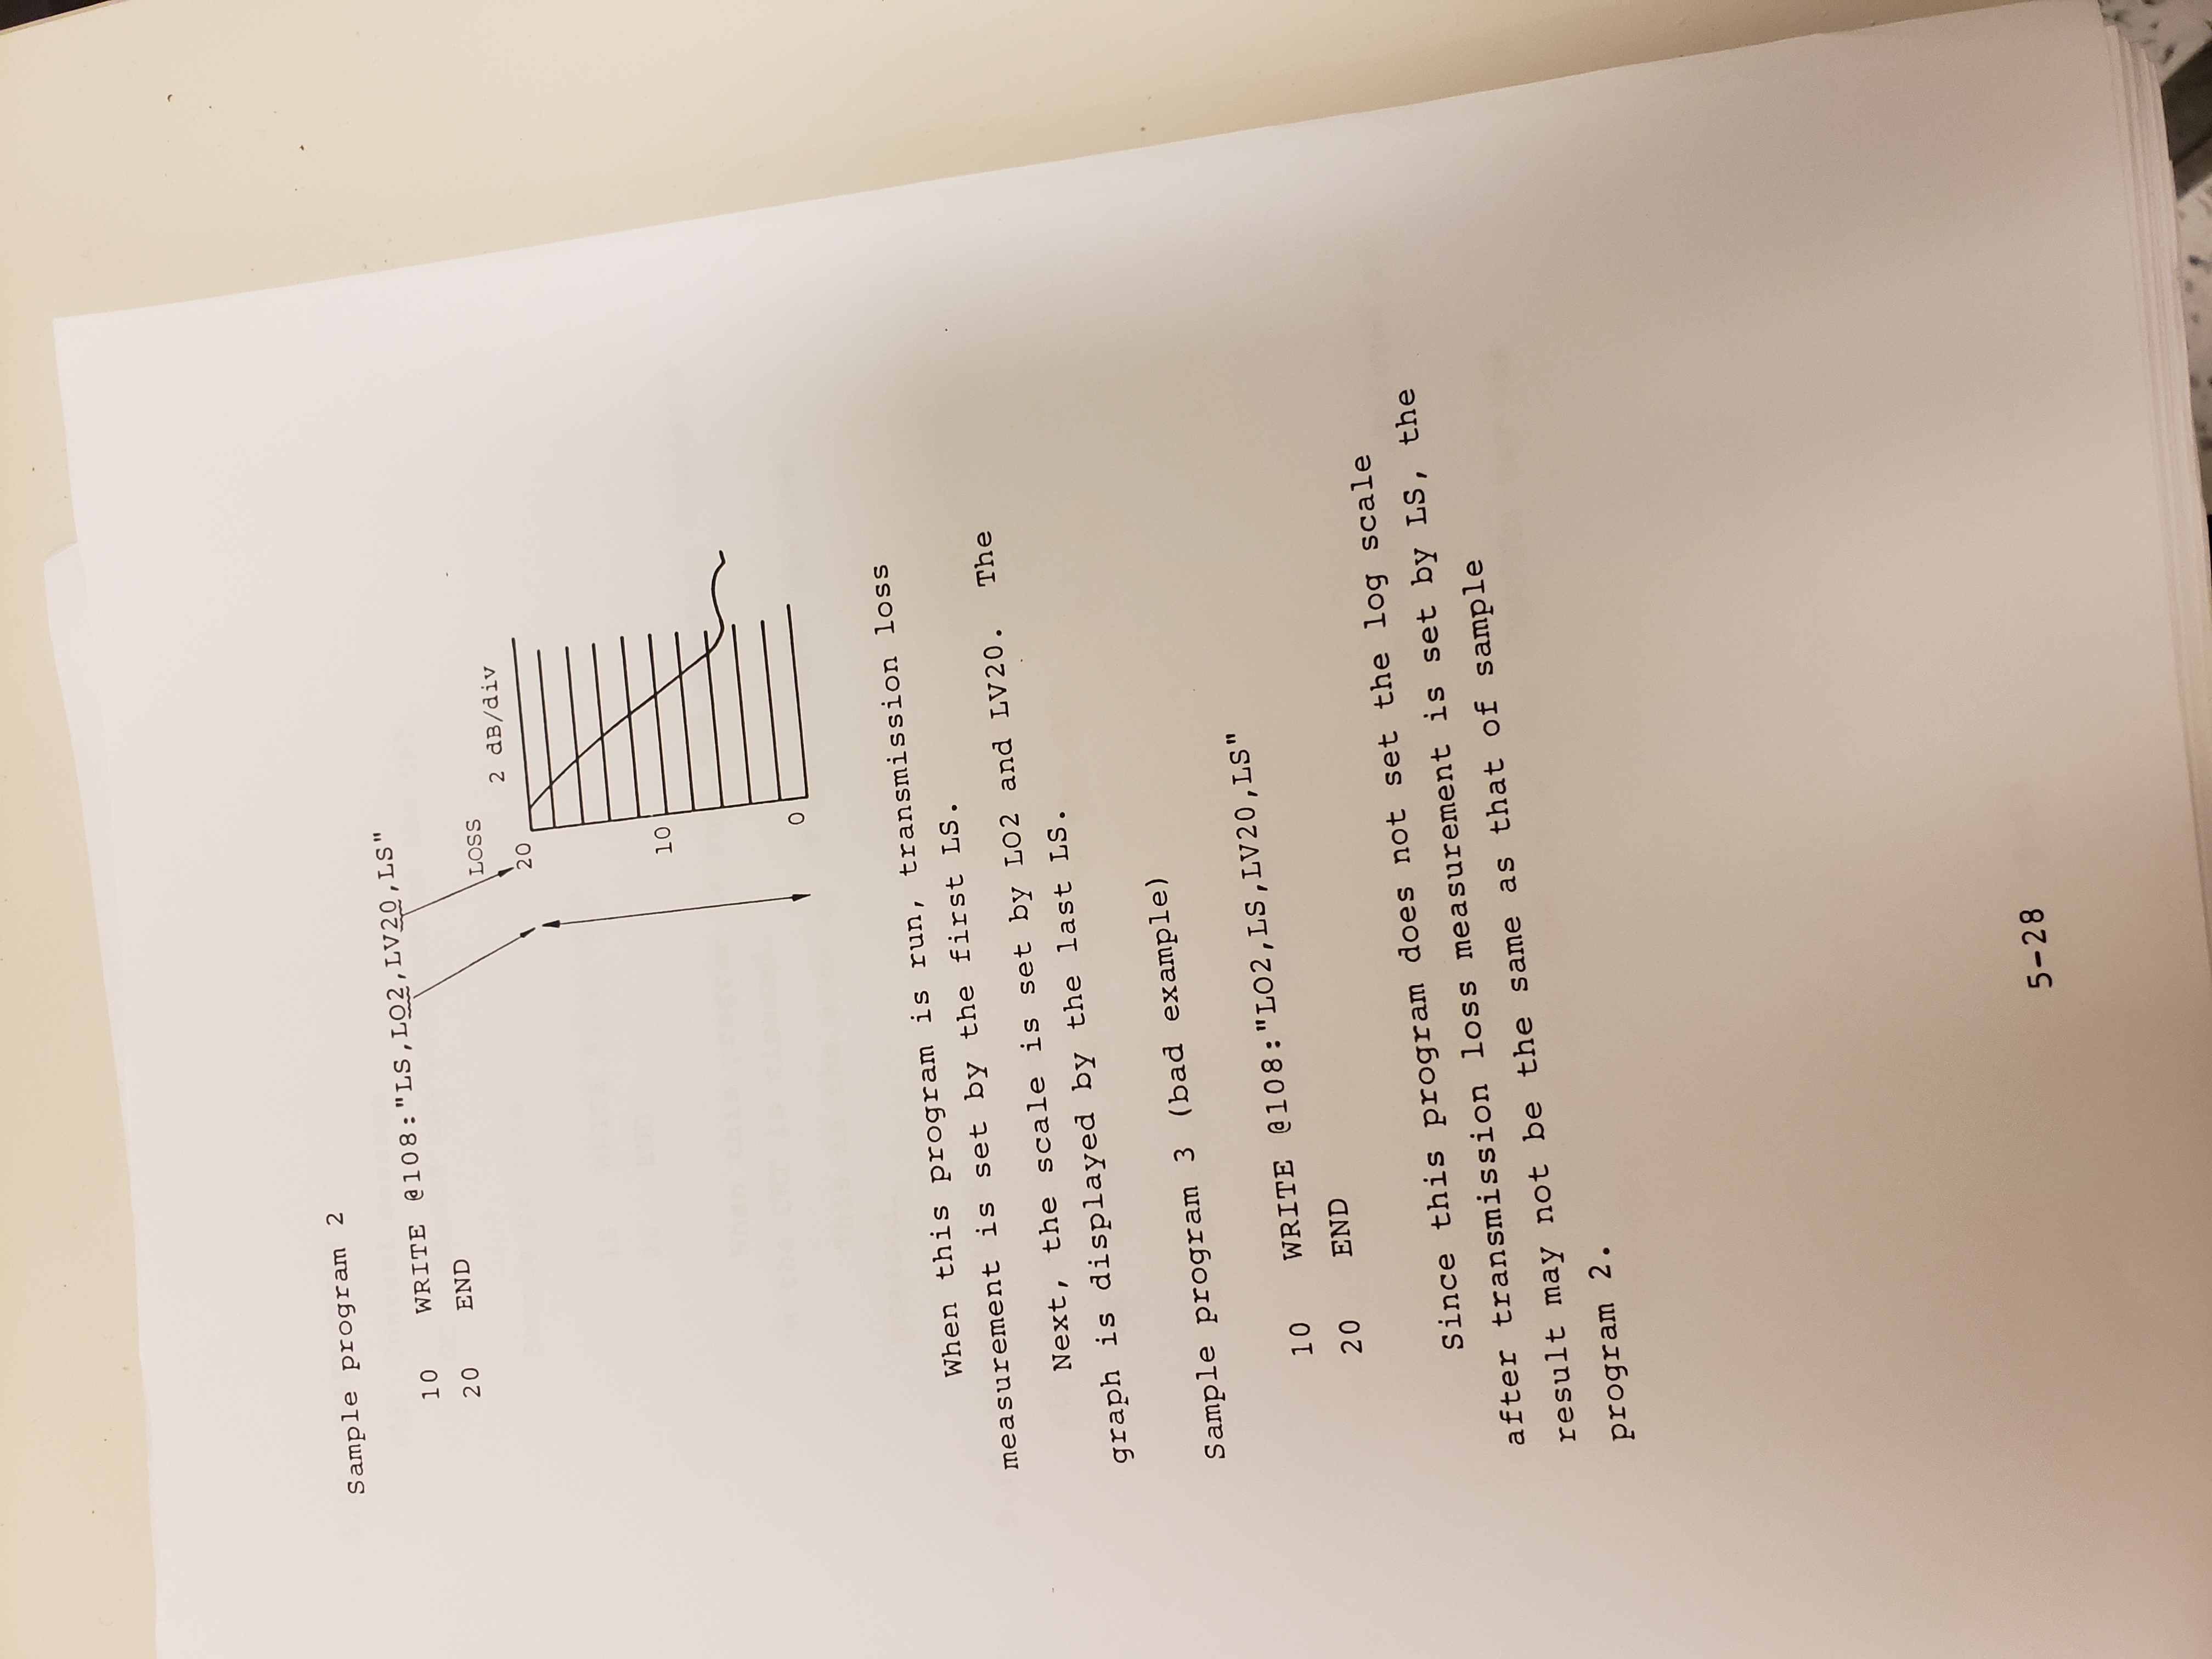 Sample program 2
10 WRITE @108:"LS,LO2,LV20,LS"
20 END
LOSS
2 dB/div
20
10
0
When this program is run, transmission loss
measurement is set by the first LS.
Next, the scale is set by LO2 and LV20. The
graph is displayed by the last LS.
Sample program 3 (bad example)
10 WRITE @108:"LO2,LS,LV20,LS"
20 END
Since this program does not set the log scale
after transmission loss measurement is set by LS, the
result may not be the same as that of sample
program 2.
5-28